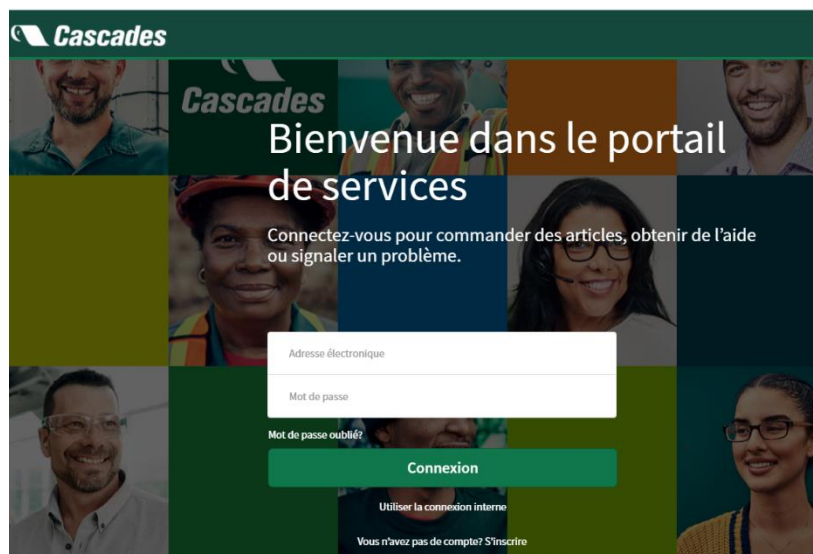 Cascades
Cascades
Bienvenue dans le portail
de services
Connectez-vous pour commander des articles, obtenir de l'aide
ou signaler un problème.
Adresse électronique
Mot de passe
Mot de passe oublié?
Connexion
Utiliser la connexion interne
Vous n'avez pas de compte? S'inscrire